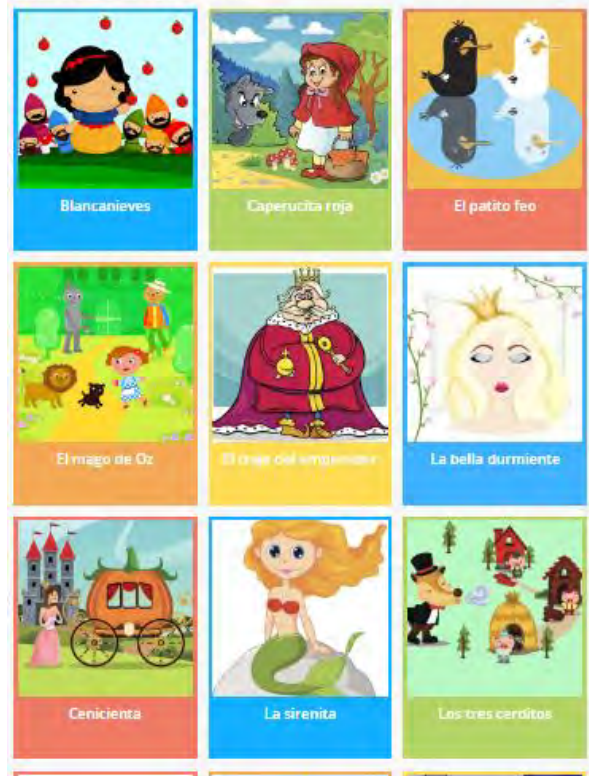 Blancanieves
Caperucita roja
El patito feo
El mago de Oz
El traje del emperador
La bella durmiente
Cenicienta
La sirenita
Los tres cerditos